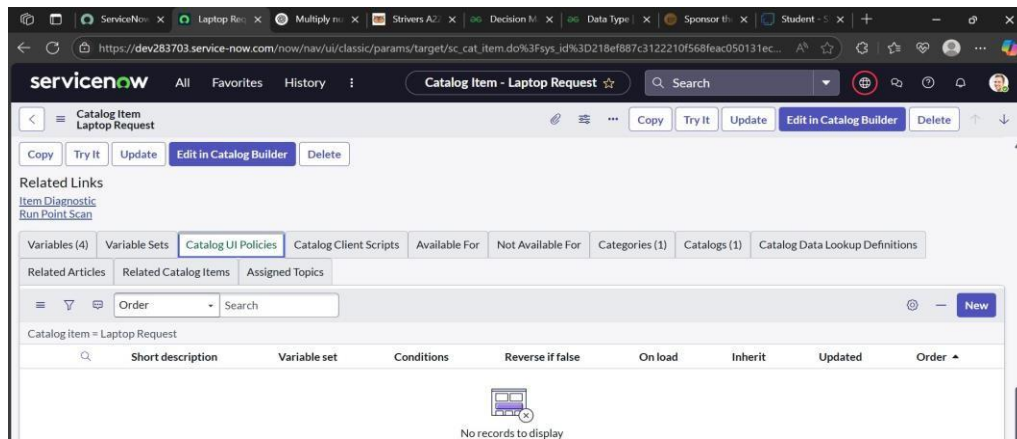 ServiceNow
Laptop Req
Multiply no
Strivers A2Z
Decision M
Data Type
Sponsor th
Student - S
https://dev283703.service-now.com/now/nav/ui/classic/params/target/sc_cat_item.do%3Fsys_id%3D218ef887c3122210f568feac050131ec...
servicenow All Favorites History Catalog Item - Laptop Request Search
Catalog Item
Laptop Request
Copy Try It Update Edit in Catalog Builder Delete
Copy Try It Update Edit in Catalog Builder Delete
Related Links
Item Diagnostic
Run Point Scan
Variables (4) Variable Sets Catalog UI Policies Catalog Client Scripts Available For Not Available For Categories (1) Catalogs (1) Catalog Data Lookup Definitions
Related Articles Related Catalog Items Assigned Topics
Order Search New
Catalog item = Laptop Request
Short description Variable set Conditions Reverse if false On load Inherit Updated Order
No records to display